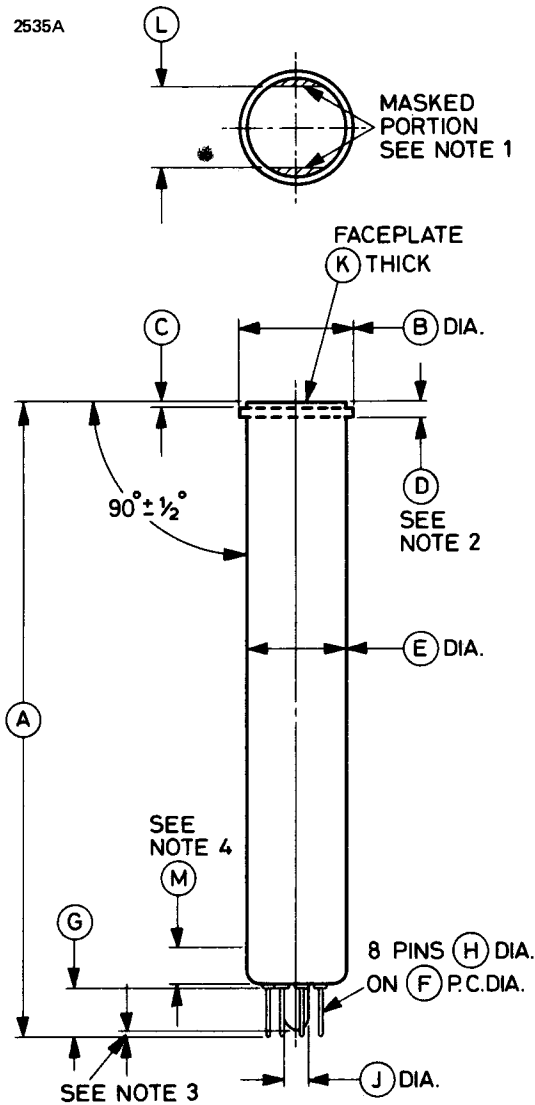 2535A
L
MASKED
PORTION
SEE NOTE 1
FACEPLATE
K THICK
C
B DIA.
90°±½°
D
SEE
NOTE 2
E DIA.
A
SEE
NOTE 4
M
G
8 PINS H DIA.
ON F P.C.DIA.
SEE NOTE 3
J DIA.